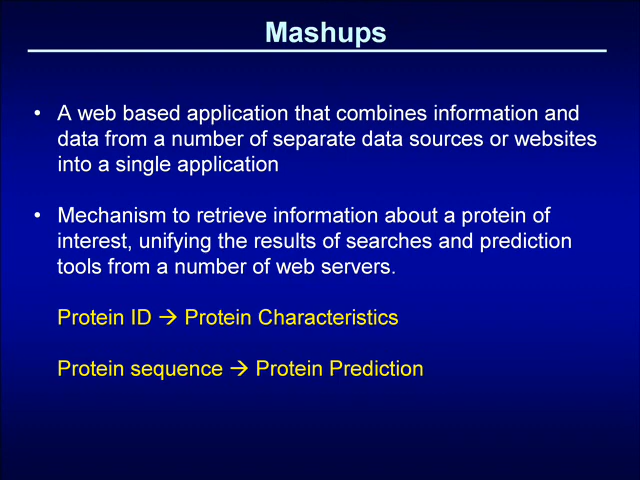 Mashups
• A web based application that combines information and
data from a number of separate data sources or websites
into a single application
• Mechanism to retrieve information about a protein of
interest, unifying the results of searches and prediction
tools from a number of web servers.
Protein ID → Protein Characteristics
Protein sequence → Protein Prediction